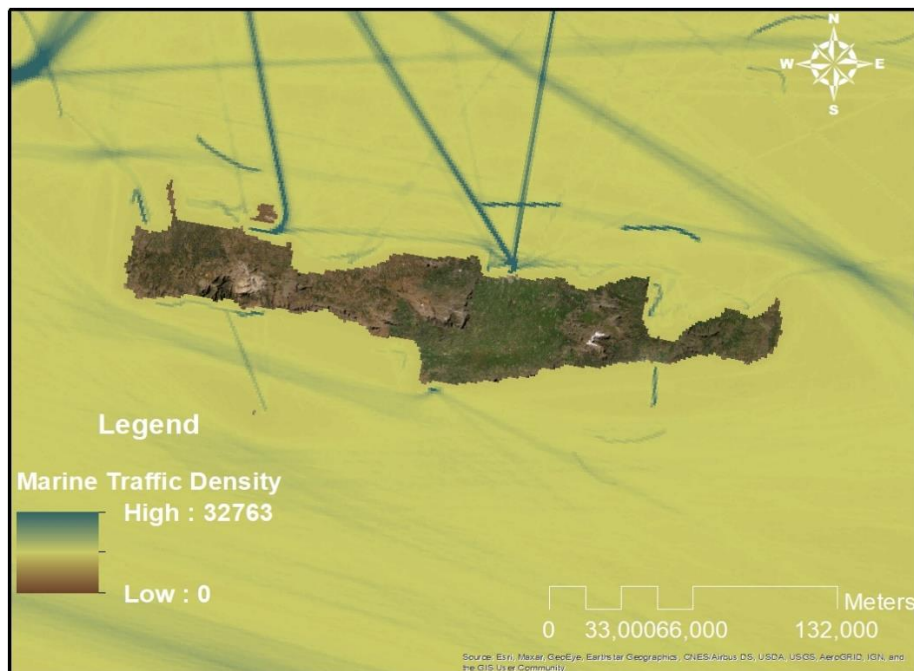 N
W E
S
Legend
Marine Traffic Density
High : 32763
Low : 0
Meters
0 33,00066,000 132,000
Source: Esri, Maxar, GeoEye, Earthstar Geographics, CNES/Airbus DS, USDA, USGS, AeroGRID, IGN, and
the GIS User Community